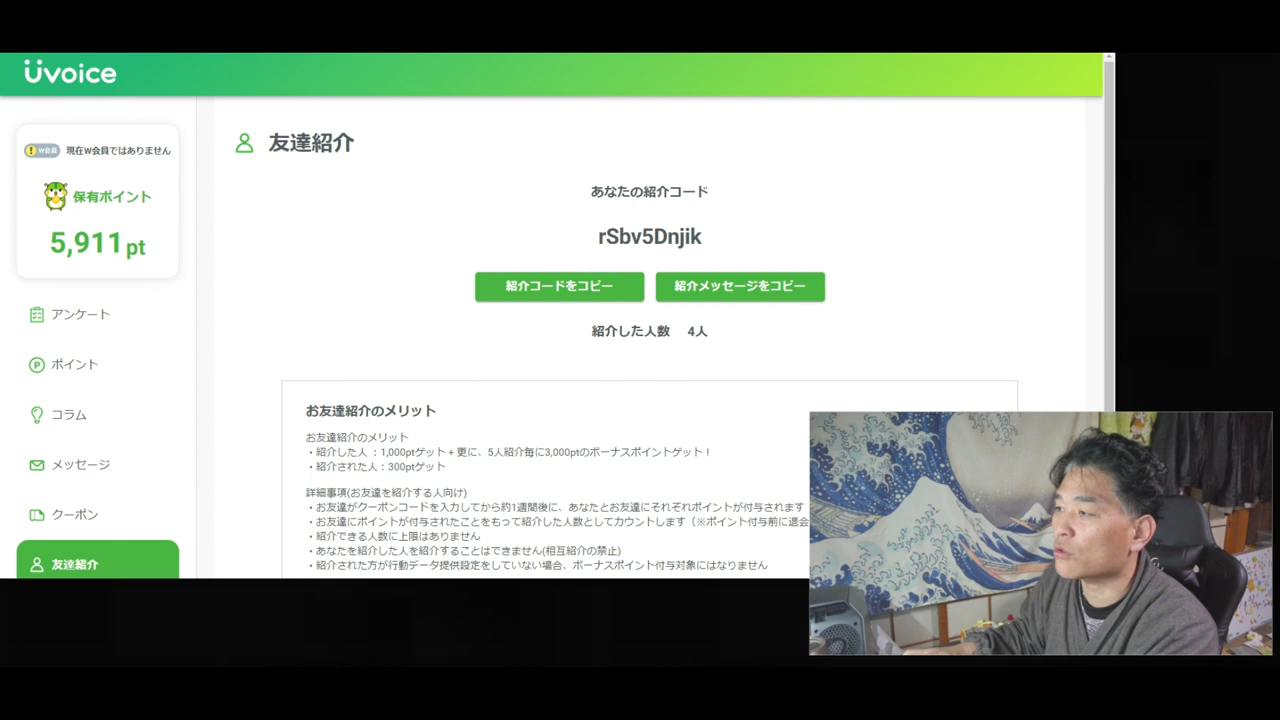 Uvoice
W会員 現在W会員ではありません
保有ポイント
5,911pt
アンケート
ポイント
コラム
メッセージ
クーポン
友達紹介
友達紹介
あなたの紹介コード
rSbv5Dnjik
紹介コードをコピー 紹介メッセージをコピー
紹介した人数 4人
お友達紹介のメリット
お友達紹介のメリット
・紹介した人：1,000ptゲット + 更に、5人紹介毎に3,000ptのボーナスポイントゲット！
・紹介された人：300ptゲット
詳細事項(お友達を紹介する人向け)
・お友達がクーポンコードを入力してから約1週間後に、あなたとお友達にそれぞれポイントが付与されます
・お友達にポイントが付与されたことをもって紹介した人数としてカウントします（※ポイント付与前に退会
・紹介できる人数に上限はありません
・あなたを紹介した人を紹介することはできません(相互紹介の禁止)
・紹介された方が行動データ提供設定をしていない場合、ボーナスポイント付与対象にはなりません